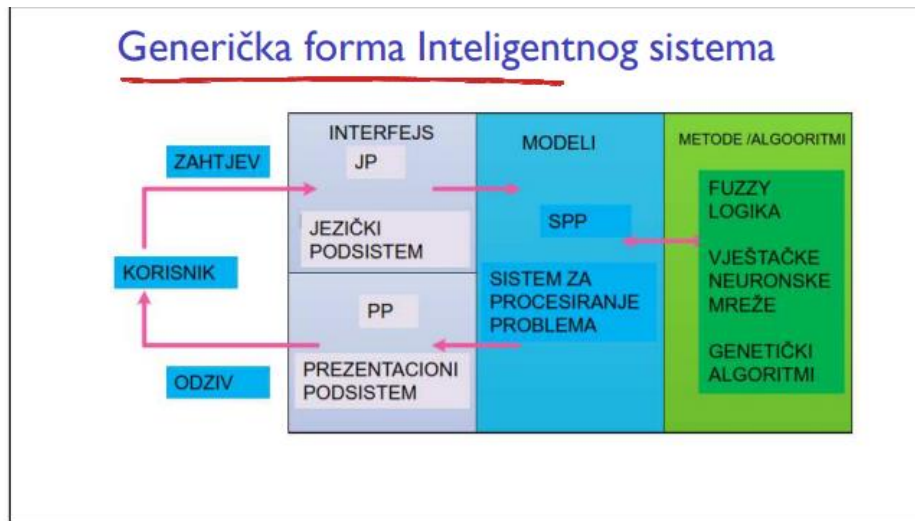 Generička forma Inteligentnog sistema
ZAHTJEV
KORISNIK
ODZIV
INTERFEJS
JP
JEZIČKI
PODSISTEM
PP
PREZENTACIONI
PODSISTEM
MODELI
SPP
SISTEM ZA
PROCESIRANJE
PROBLEMA
METODE /ALGOORITMI
FUZZY
LOGIKA
VJEŠTAČKE
NEURONSKE
MREŽE
GENETIČKI
ALGORITMI